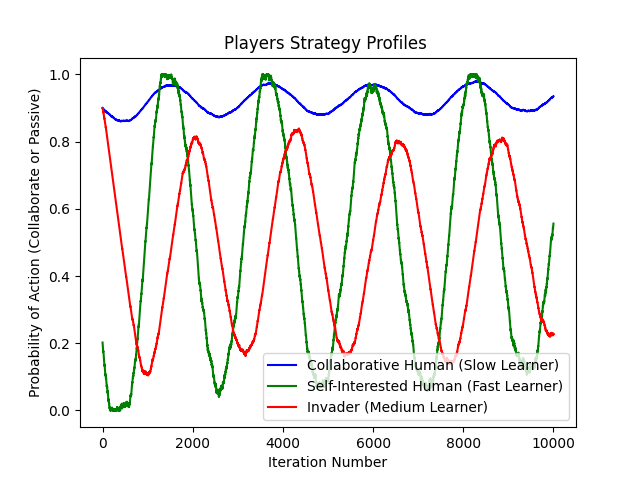 Players Strategy Profiles
Probability of Action (Collaborate or Passive)
1.0
0.8
0.6
0.4
0.2
0.0
Collaborative Human (Slow Learner)
Self-Interested Human (Fast Learner)
Invader (Medium Learner)
0 2000 4000 6000 8000 10000
Iteration Number